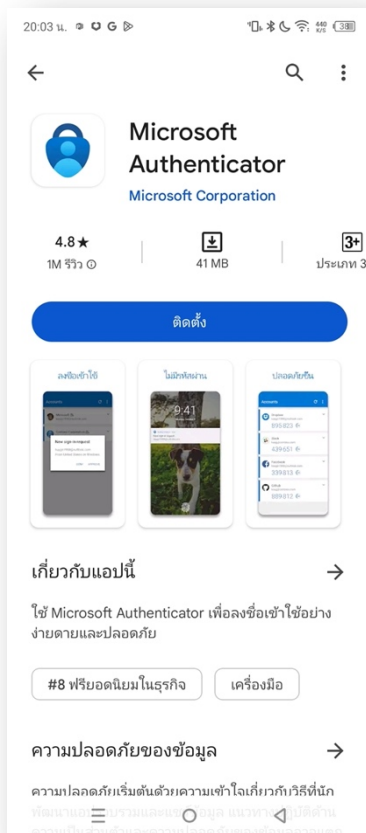 20:03 น.
440
K/S
38
Microsoft
Authenticator
Microsoft Corporation
4.8★
1M รีวิว
41 MB
3+
ประเภท 3
ติดตั้ง
ลงชื่อเข้าใช้
ไม่มีรหัสผ่าน
ปลอดภัยขึ้น
Accounts
9:41
Accounts
เกี่ยวกับแอปนี้
ใช้ Microsoft Authenticator เพื่อลงชื่อเข้าใช้อย่าง
ง่ายดายและปลอดภัย
#8 ฟรียอดนิยมในธุรกิจ
เครื่องมือ
ความปลอดภัยของข้อมูล
ความปลอดภัยเริ่มต้นด้วยความเข้าใจเกี่ยวกับวิธีที่นัก